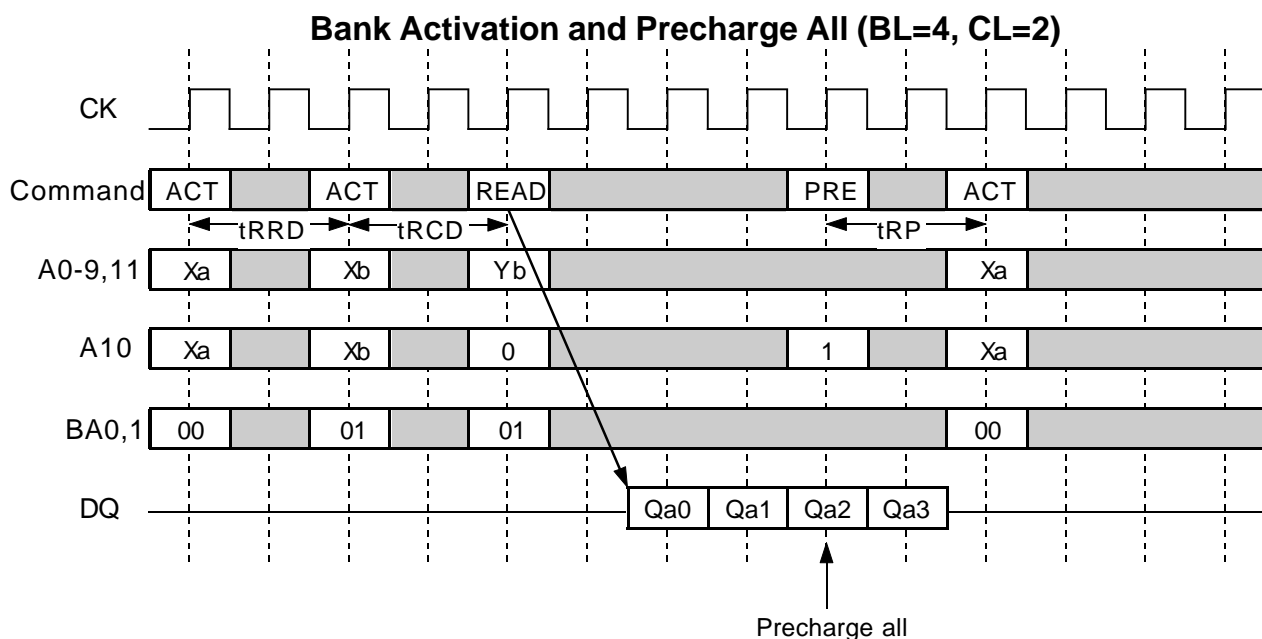 Bank Activation and Precharge All (BL=4, CL=2)
CK
Command ACT ACT READ PRE ACT
tRRD tRCD tRP
A0-9,11 Xa Xb Yb Xa
A10 Xa Xb 0 1 Xa
BA0,1 00 01 01 00
DQ Qa0 Qa1 Qa2 Qa3
Precharge all